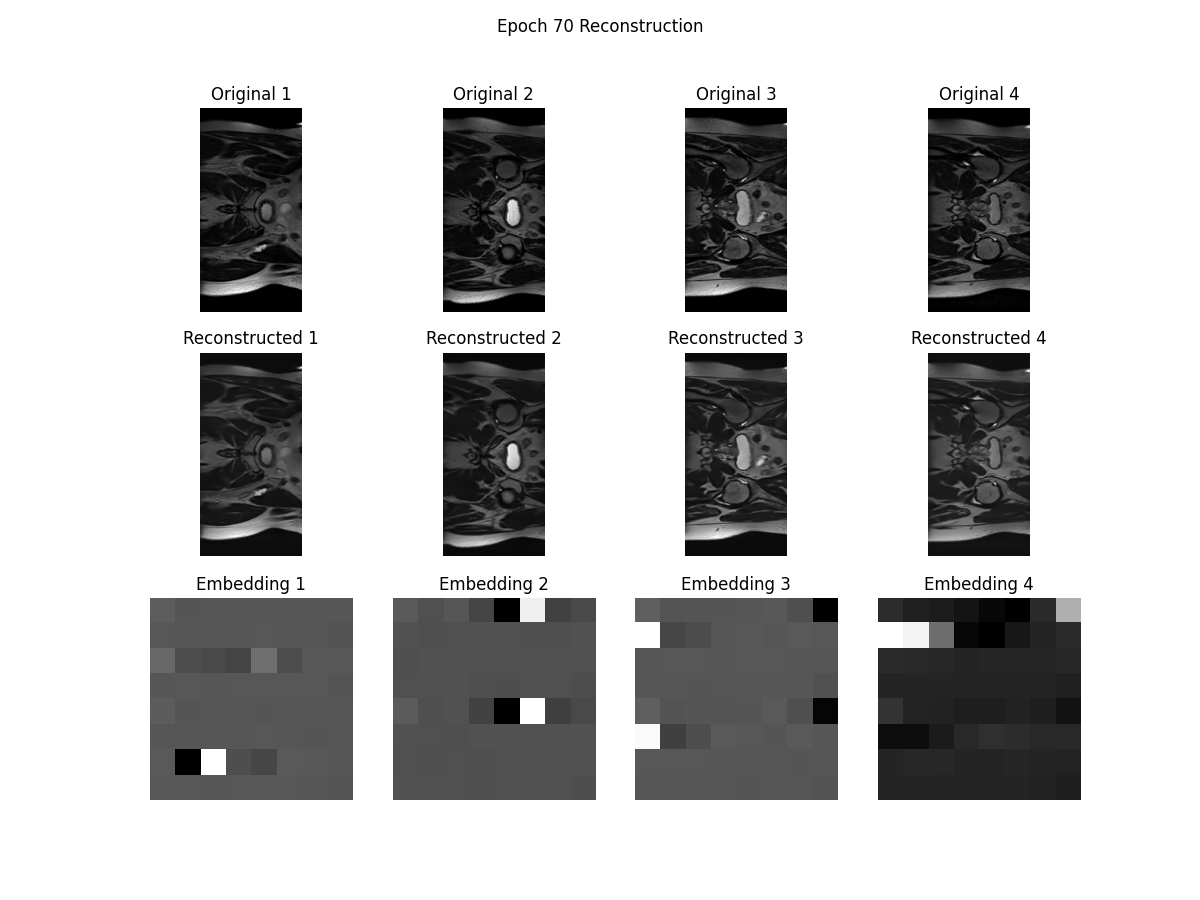 Epoch 70 Reconstruction
Original 1
Original 2
Original 3
Original 4
Reconstructed 1
Reconstructed 2
Reconstructed 3
Reconstructed 4
Embedding 1
Embedding 2
Embedding 3
Embedding 4